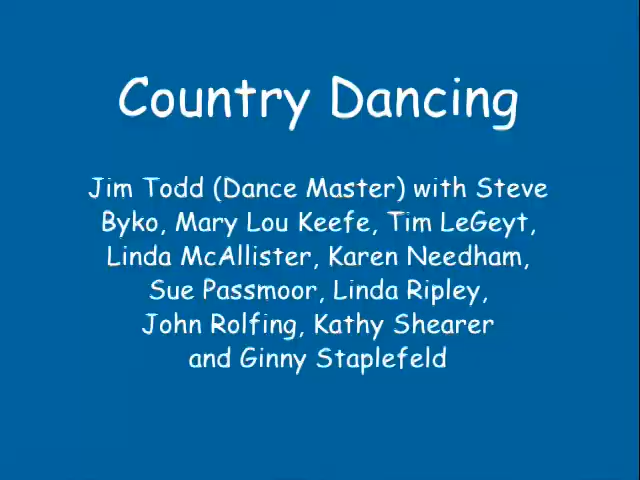 Country Dancing
Jim Todd (Dance Master) with Steve
Byko, Mary Lou Keefe, Tim LeGeyt,
Linda McAllister, Karen Needham,
Sue Passmoor, Linda Ripley,
John Rolfing, Kathy Shearer
and Ginny Staplefeld